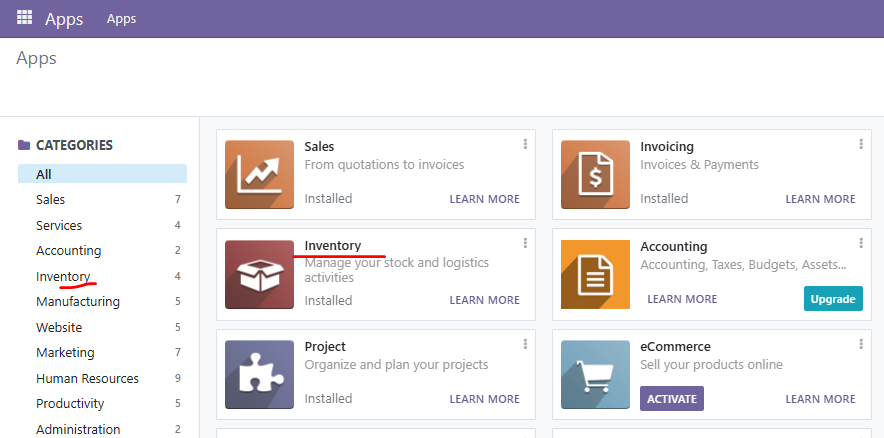 Apps Apps
Apps
CATEGORIES
All
Sales 7
Services 4
Accounting 2
Inventory 4
Manufacturing 5
Website 5
Marketing 7
Human Resources 9
Productivity 5
Administration 2
Sales
From quotations to invoices
Installed LEARN MORE
Invoicing
Invoices & Payments
Installed LEARN MORE
Inventory
Manage your stock and logistics
activities
Installed LEARN MORE
Accounting
Accounting, Taxes, Budgets, Assets...
LEARN MORE Upgrade
Project
Organize and plan your projects
Installed LEARN MORE
eCommerce
Sell your products online
ACTIVATE LEARN MORE